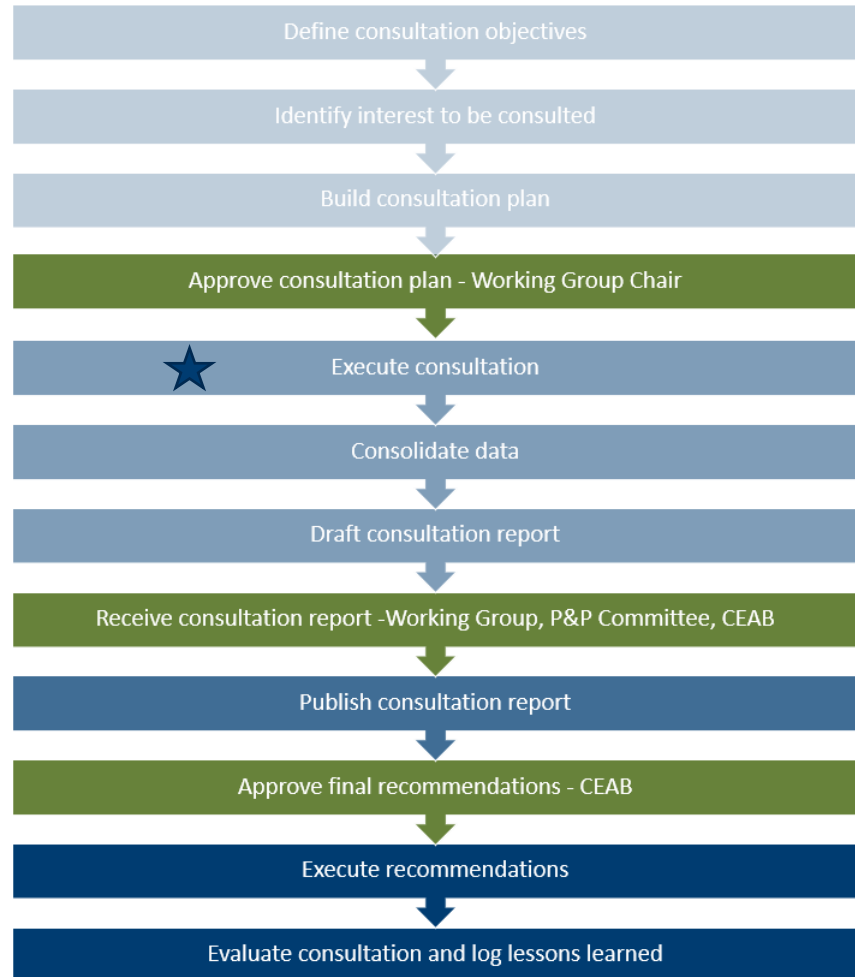 Define consultation objectives
Identify interest to be consulted
Build consultation plan
Approve consultation plan - Working Group Chair
Execute consultation
Consolidate data
Draft consultation report
Receive consultation report -Working Group, P&P Committee, CEAB
Publish consultation report
Approve final recommendations - CEAB
Execute recommendations
Evaluate consultation and log lessons learned